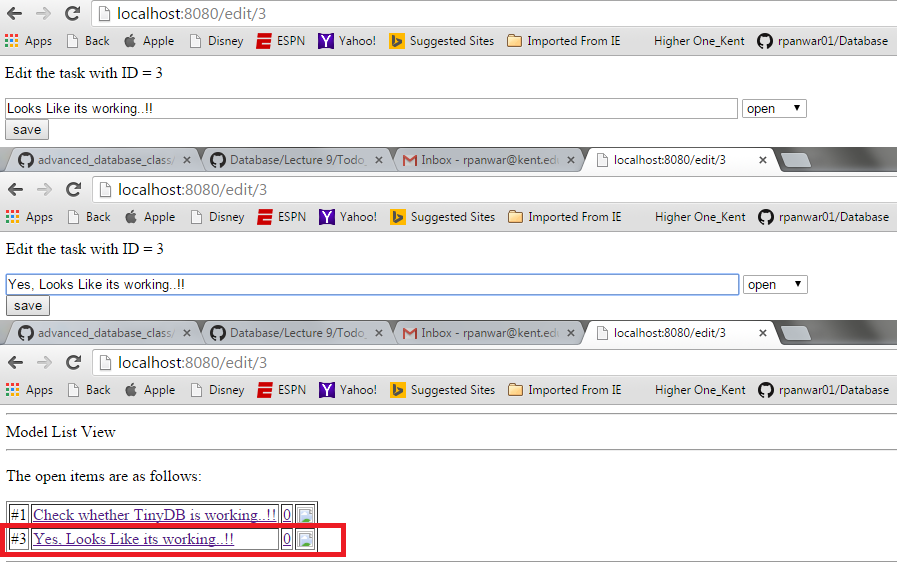 localhost:8080/edit/3
Apps Back Apple Disney ESPN Yahoo! Suggested Sites Imported From IE Higher One_Kent rpanwar01/Database
Edit the task with ID = 3
Looks Like its working..!! open
save
advanced_database_class/ Database/Lecture 9/Todo_ Inbox - rpanwar@kent.ed localhost:8080/edit/3
localhost:8080/edit/3
Apps Back Apple Disney ESPN Yahoo! Suggested Sites Imported From IE Higher One_Kent rpanwar01/Database
Edit the task with ID = 3
Yes, Looks Like its working..!! open
save
advanced_database_class/ Database/Lecture 9/Todo_ Inbox - rpanwar@kent.ed localhost:8080/edit/3
localhost:8080/edit/3
Apps Back Apple Disney ESPN Yahoo! Suggested Sites Imported From IE Higher One_Kent rpanwar01/Database
Model List View
The open items are as follows:
#1 Check whether TinyDB is working..!! 0
#3 Yes, Looks Like its working..!! 0